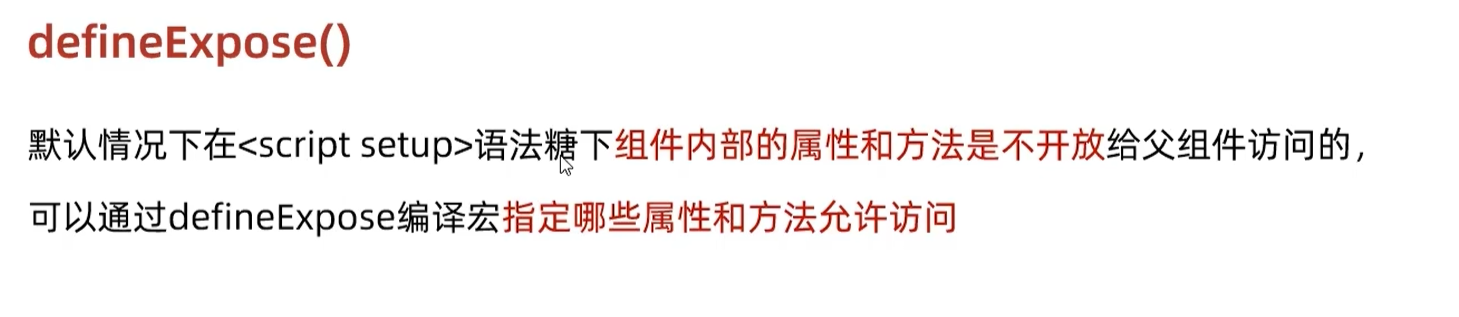 defineExpose()
默认情况下在<script setup>语法糖下组件内部的属性和方法是不开放给父组件访问的，
可以通过defineExpose编译宏指定哪些属性和方法允许访问